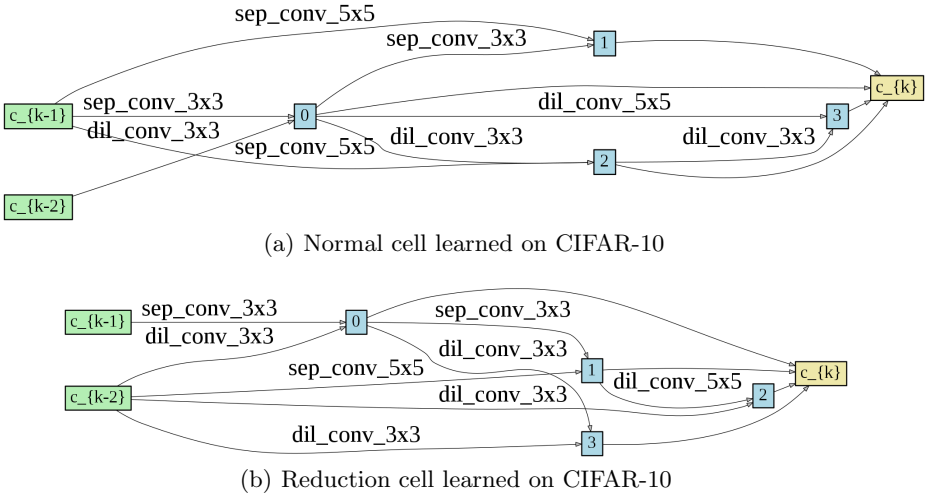 sep_conv_5x5
sep_conv_3x3
1
c_{k}
c_{k-1}
sep_conv_3x3
0
dil_conv_5x5
3
dil_conv_3x3
dil_conv_3x3
dil_conv_3x3
sep_conv_5x5
2
c_{k-2}
(a) Normal cell learned on CIFAR-10
c_{k-1}
sep_conv_3x3
0
sep_conv_3x3
dil_conv_3x3
dil_conv_3x3
sep_conv_5x5
1
c_{k}
dil_conv_5x5
c_{k-2}
dil_conv_3x3
2
dil_conv_3x3
3
(b) Reduction cell learned on CIFAR-10